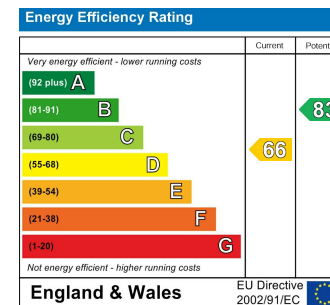 Energy Efficiency Rating
Current Potent
Very energy efficient - lower running costs
(92 plus) A
(81-91) B 83
(69-80) C
66
(55-68) D
(39-54) E
(21-38) F
(1-20) G
Not energy efficient - higher running costs
England & Wales
EU Directive
2002/91/EC